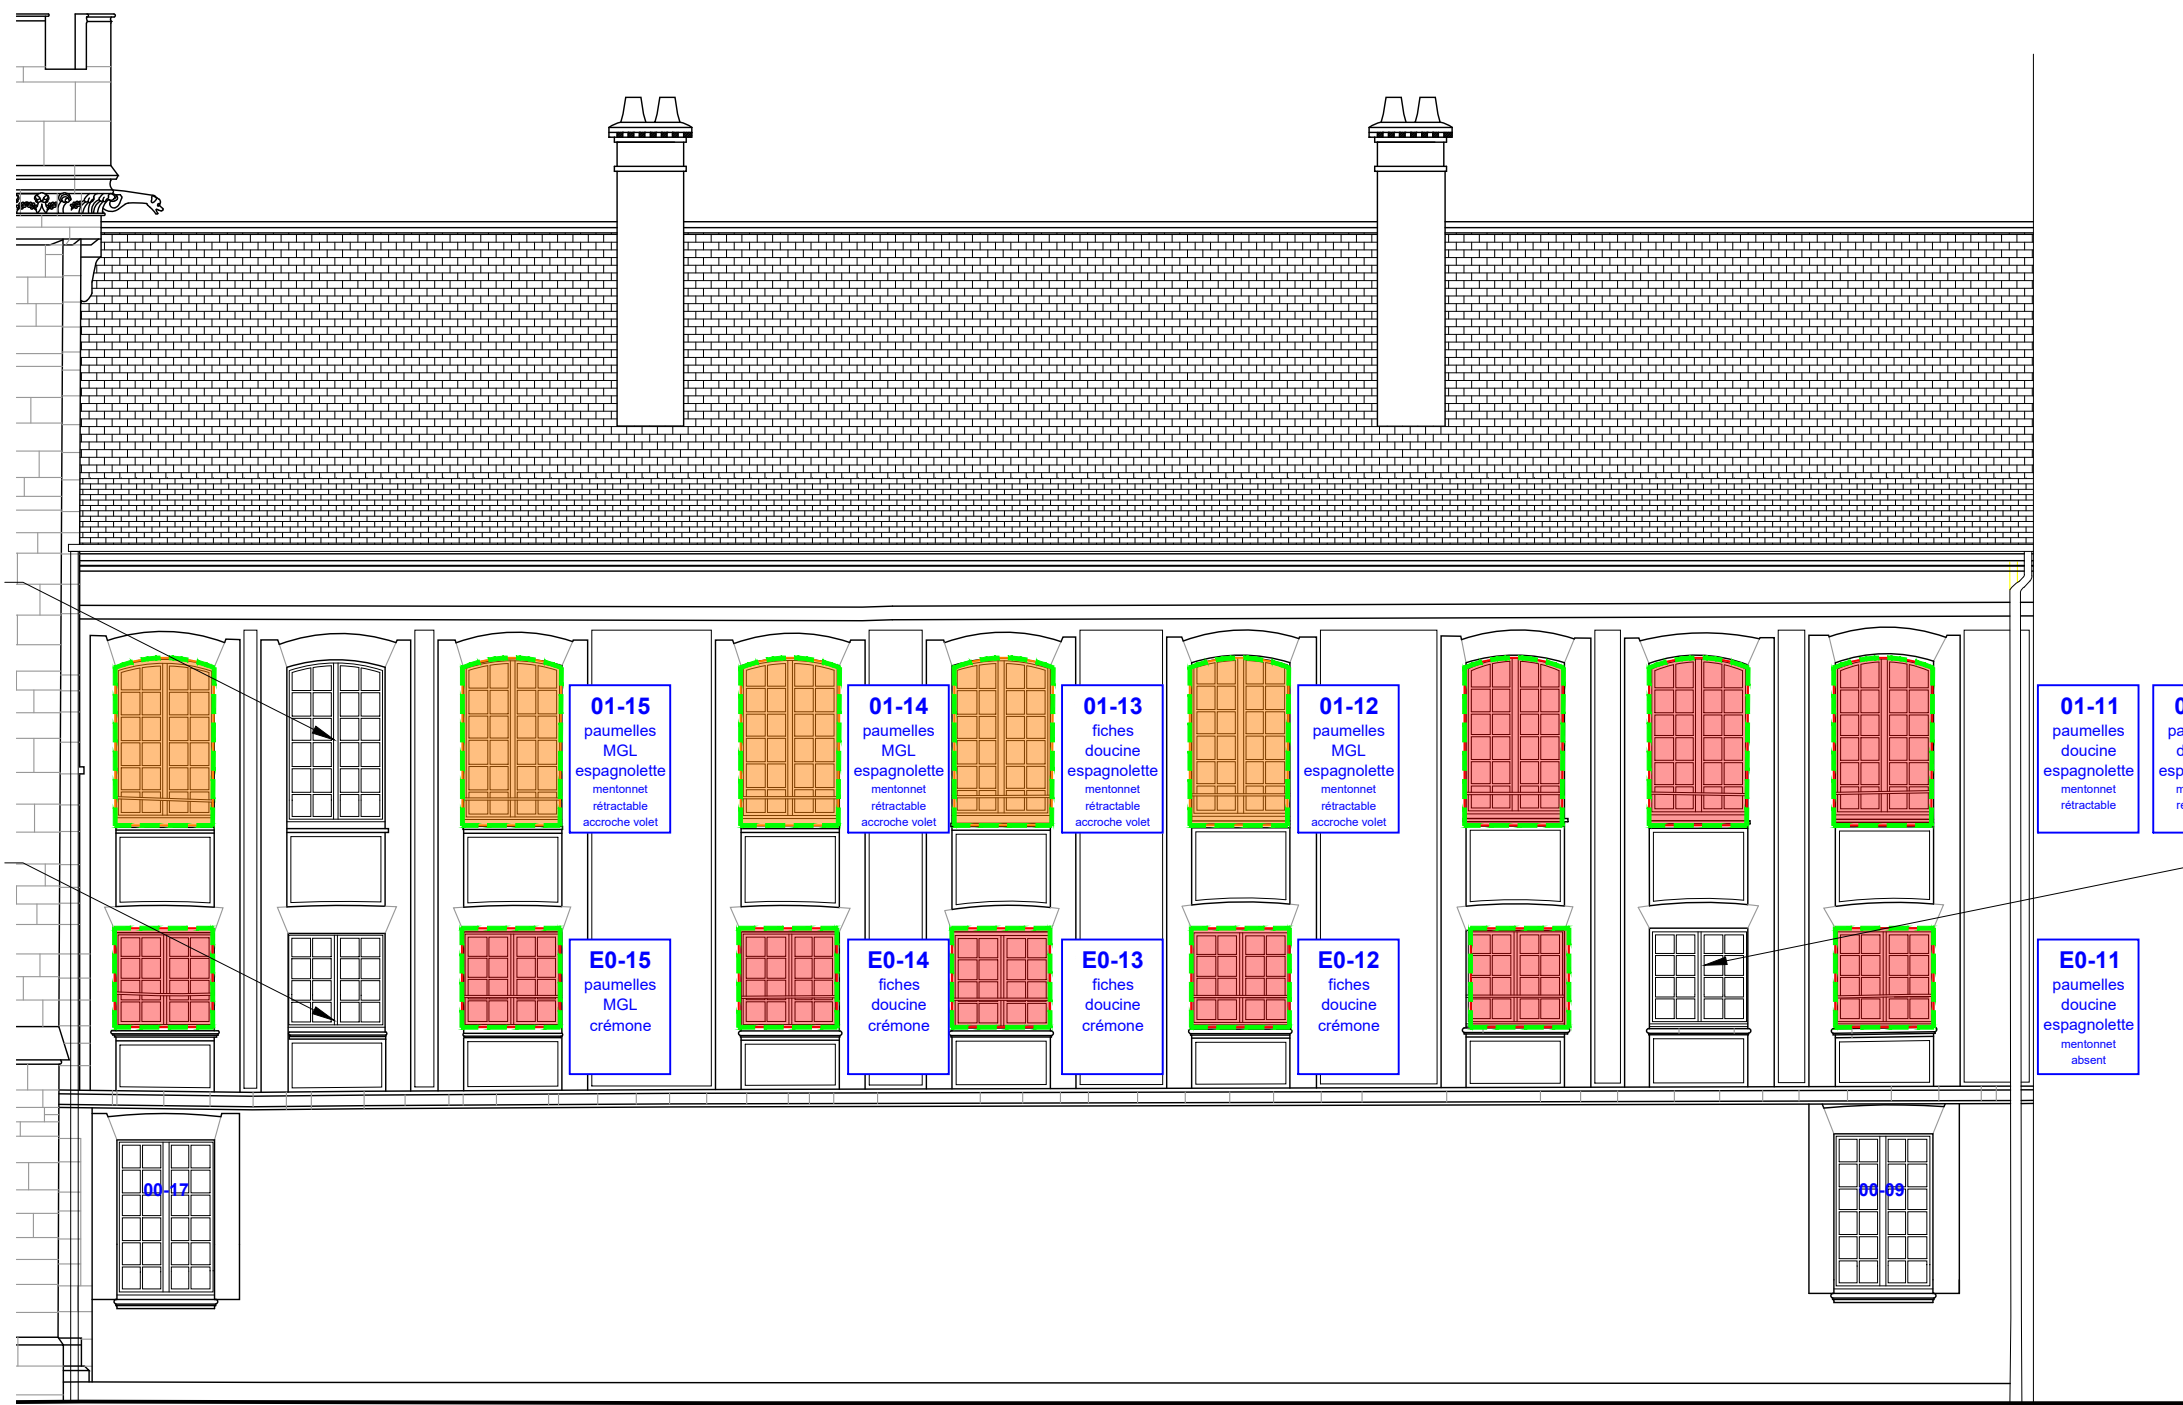 01-15
paumelles
MGL
espagnolette
mentonnet
rétractable
accroche volet
01-14
paumelles
MGL
espagnolette
mentonnet
rétractable
accroche volet
01-13
fiches
doucine
espagnolette
mentonnet
rétractable
accroche volet
01-12
paumelles
MGL
espagnolette
mentonnet
rétractable
accroche volet
01-11
paumelles
doucine
espagnolette
mentonnet
rétractable
E0-15
paumelles
MGL
crémone
E0-14
fiches
doucine
crémone
E0-13
fiches
doucine
crémone
E0-12
fiches
doucine
crémone
E0-11
paumelles
doucine
espagnolette
mentonnet
absent
00-17
00-09